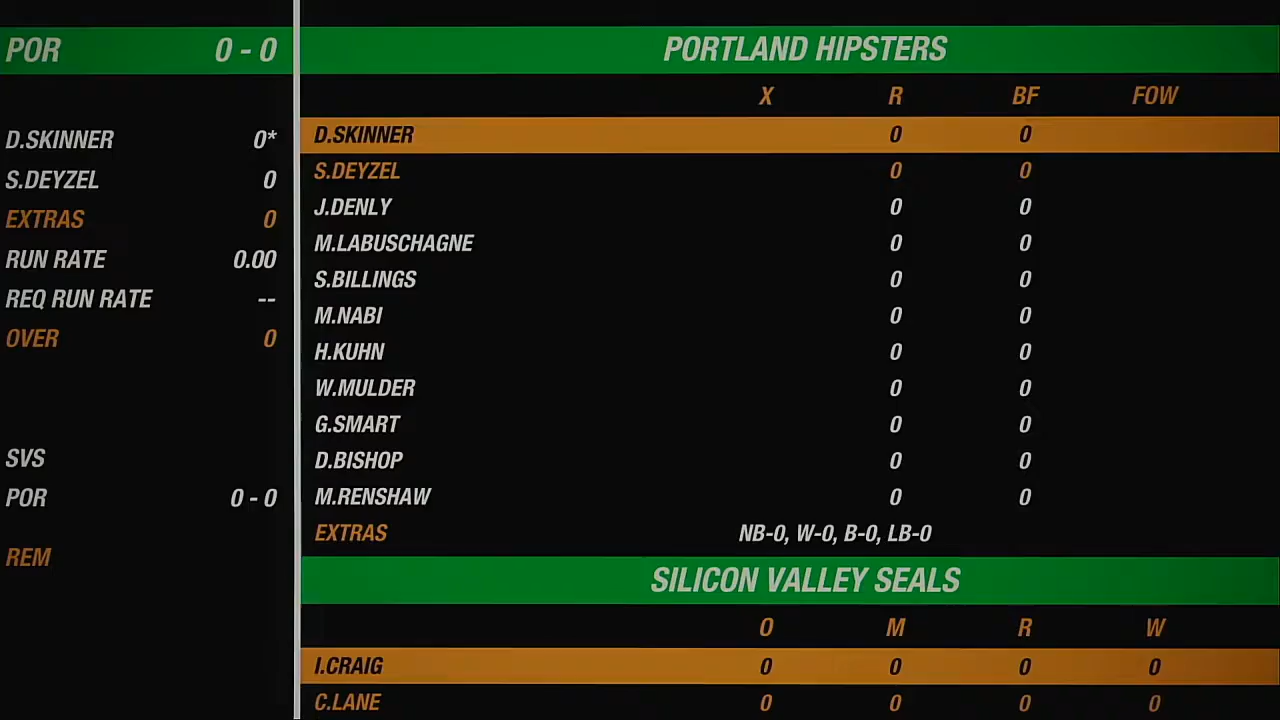 POR 0 - 0
D.SKINNER 0*
S.DEYZEL 0
EXTRAS 0
RUN RATE 0.00
REQ RUN RATE --
OVER 0
SVS
POR 0 - 0
REM
PORTLAND HIPSTERS
X R BF FOW
D.SKINNER 0 0
S.DEYZEL 0 0
J.DENLY 0 0
M.LABUSCHAGNE 0 0
S.BILLINGS 0 0
M.NABI 0 0
H.KUHN 0 0
W.MULDER 0 0
G.SMART 0 0
D.BISHOP 0 0
M.RENSHAW 0 0
EXTRAS NB-0, W-0, B-0, LB-0
SILICON VALLEY SEALS
O M R W
I.CRAIG 0 0 0 0
C.LANE 0 0 0 0